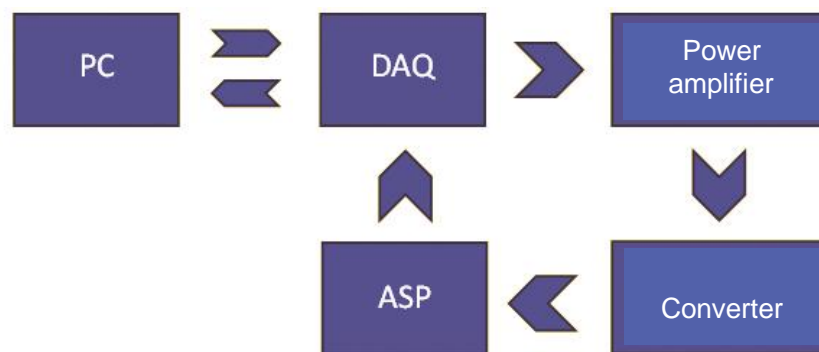 PC
DAQ
Power
amplifier
ASP
Converter